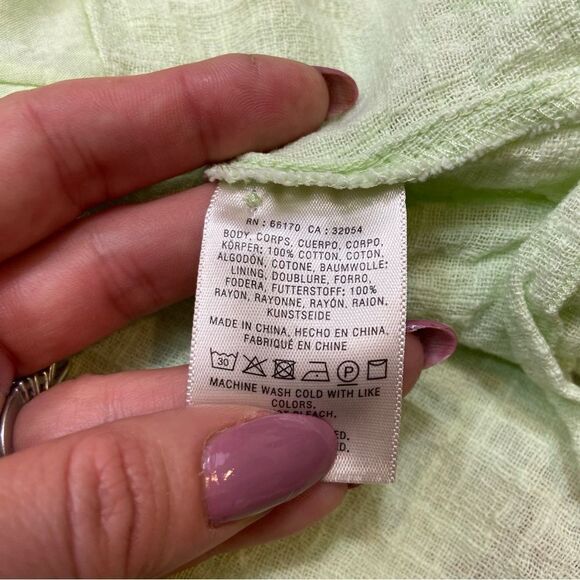 RN : 66170 CA : 32054
BODY, CORPS, CUERPO, CORPO,
KÖRPER: 100% COTTON, COTON,
ALGODÓN, COTONE, BAUMWOLLE:
LINING, DOUBLURE, FORRO,
FODERA, FUTTERSTOFF: 100%
RAYON, RAYONNE, RAYÓN, RAION,
KUNSTSEIDE
MADE IN CHINA, HECHO EN CHINA.
FABRIQUÉ EN CHINE
30 P
MACHINE WASH COLD WITH LIKE
COLORS.
BLEACH.